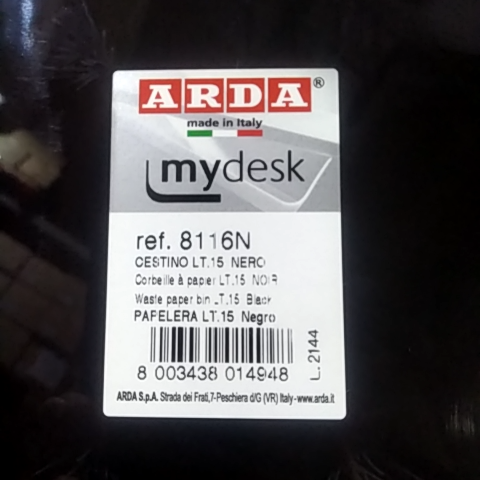 ARDA®
made in Italy
mydesk
ref. 8116N
CESTINO LT.15 NERO
Corbeille à papier LT.15 NOIR
Waste paper bin LT.15 Black
PAPELERA LT.15 Negro
8 003438 014948
L. 2144
ARDA S.p.A. Strada dei Frati,7-Peschiera d/G (VR) Italy-www.arda.it